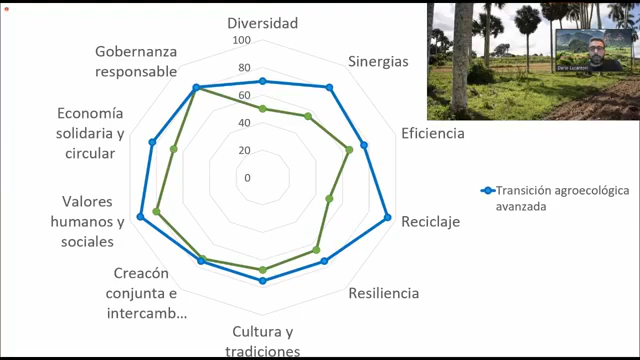 Diversidad
100
Sinergias
80
60
Eficiencia
40
20
0
Reciclaje
Resiliencia
Cultura y
tradiciones
Creacón
conjunta e
intercamb...
Valores
humanos y
sociales
Economía
solidaria y
circular
Gobernanza
responsable
Transición agroecológica
avanzada